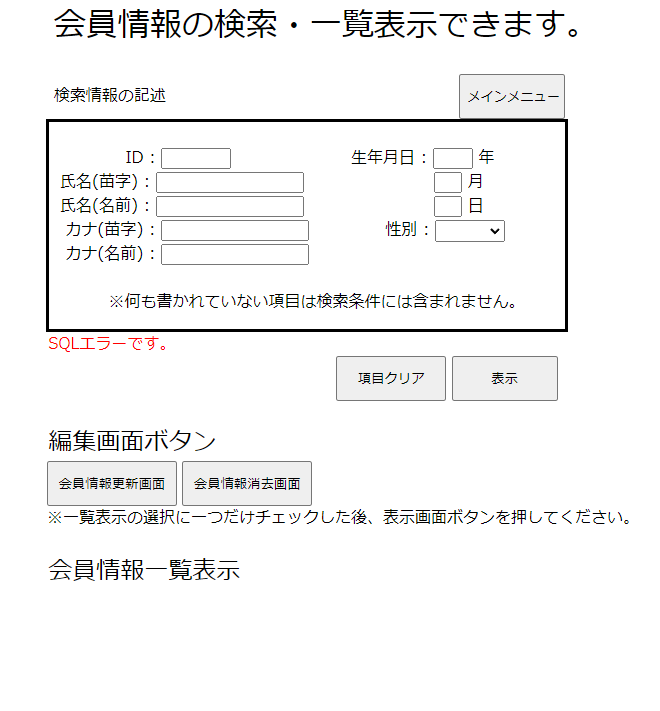 会員情報の検索・一覧表示できます。
検索情報の記述
メインメニュー
ID：
生年月日： 年
氏名(苗字)：
月
氏名(名前)：
日
カナ(苗字)：
性別：
カナ(名前)：
※何も書かれていない項目は検索条件には含まれません。
SQLエラーです。
項目クリア 表示
編集画面ボタン
会員情報更新画面 会員情報消去画面
※一覧表示の選択に一つだけチェックした後、表示画面ボタンを押してください。
会員情報一覧表示